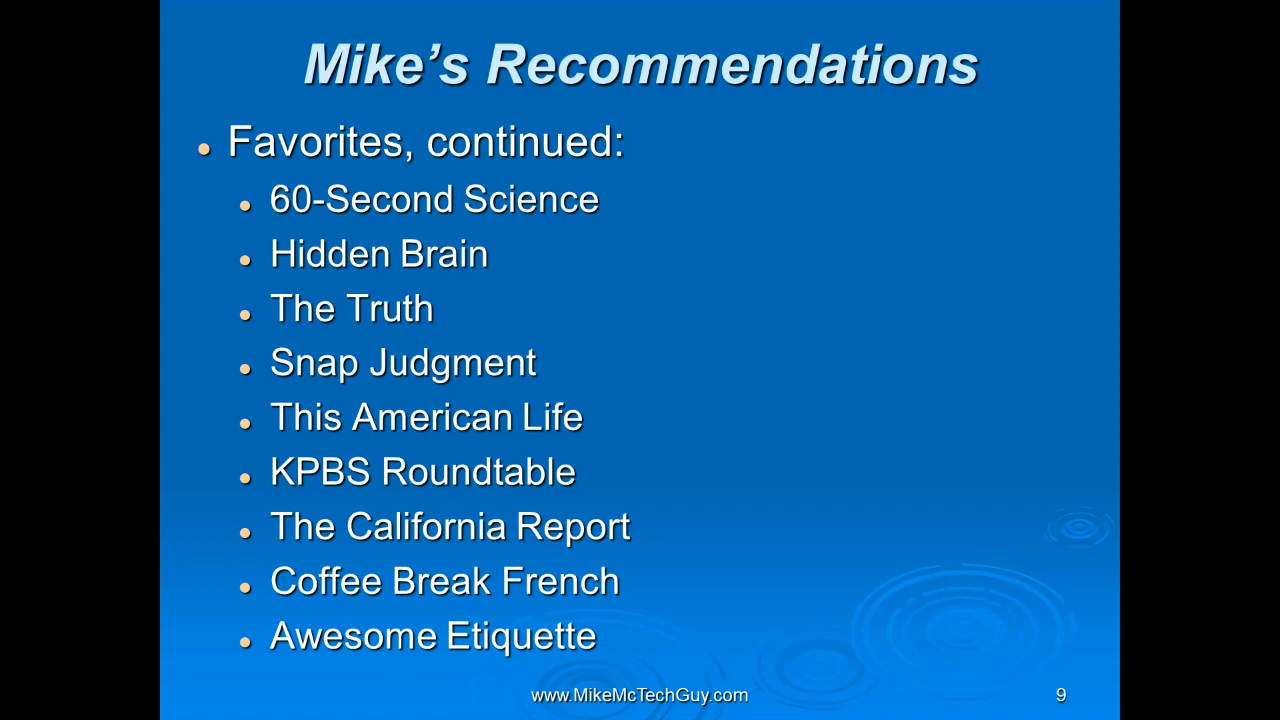 Mike’s Recommendations
Favorites, continued:
60-Second Science
Hidden Brain
The Truth
Snap Judgment
This American Life
KPBS Roundtable
The California Report
Coffee Break French
Awesome Etiquette
www.MikeMcTechGuy.com
9